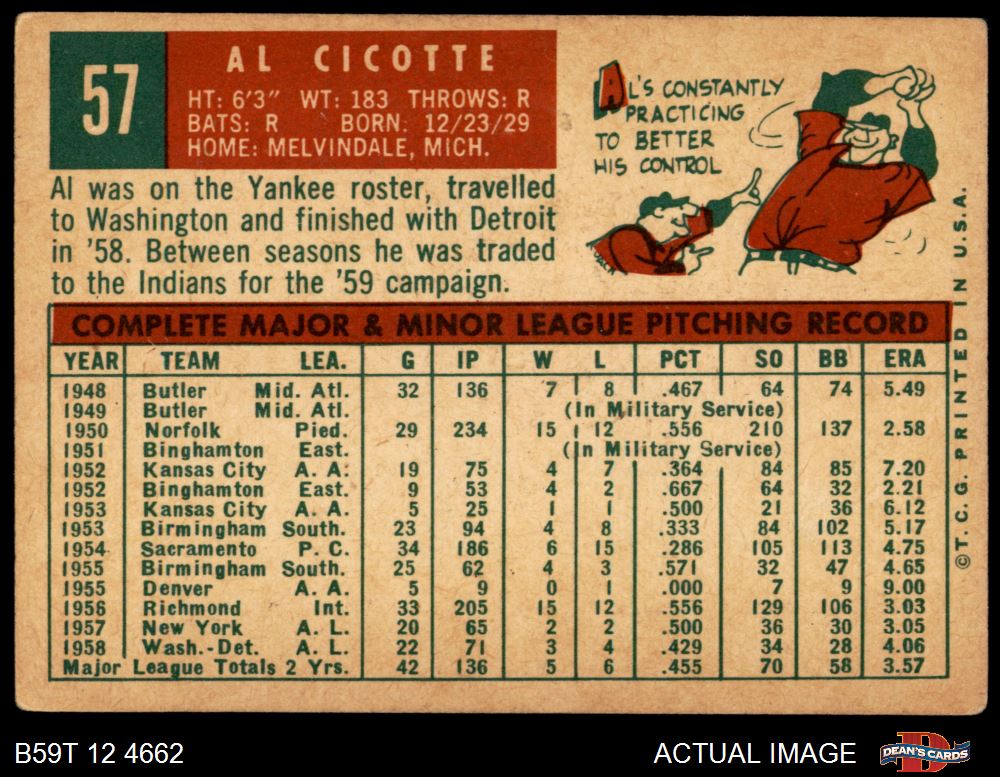 57
AL CICOTTE
HT: 6'3" WT: 183 THROWS: R
BATS: R BORN: 12/23/29
HOME: MELVINDALE, MICH.
Al was on the Yankee roster, travelled
to Washington and finished with Detroit
in '58. Between seasons he was traded
to the Indians for the '59 campaign.
AL'S CONSTANTLY
PRACTICING
TO BETTER
HIS CONTROL
COMPLETE MAJOR & MINOR LEAGUE PITCHING RECORD
YEAR TEAM LEA. G IP W L PCT SO BB ERA
1948 Butler Mid. Atl. 32 136 7 8 .467 64 74 5.49
1949 Butler Mid. Atl. (In Military Service)
1950 Norfolk Pied. 29 234 15 12 .556 210 137 2.58
1951 Binghamton East. (In Military Service)
1952 Kansas City A. A. 19 75 4 7 .364 84 85 7.20
1952 Binghamton East. 9 53 4 2 .667 64 32 2.21
1953 Kansas City A. A. 5 25 1 1 .500 21 36 6.12
1953 Birmingham South. 23 94 4 8 .333 84 102 5.17
1954 Sacramento P. C. 34 186 6 15 .286 105 113 4.75
1955 Birmingham South. 25 62 4 3 .571 32 47 4.65
1955 Denver A. A. 5 9 0 1 .000 7 9 9.00
1956 Richmond Int. 33 205 15 12 .556 129 106 3.03
1957 New York A. L. 20 65 2 2 .500 36 30 3.05
1958 Wash.-Det. A. L. 22 71 3 4 .429 34 28 4.06
Major League Totals 2 Yrs. 42 136 5 6 .455 70 58 3.57
©T. C. G. PRINTED IN U.S.A.
B59T 12 4662
ACTUAL IMAGE
D
DEAN'S CARDS